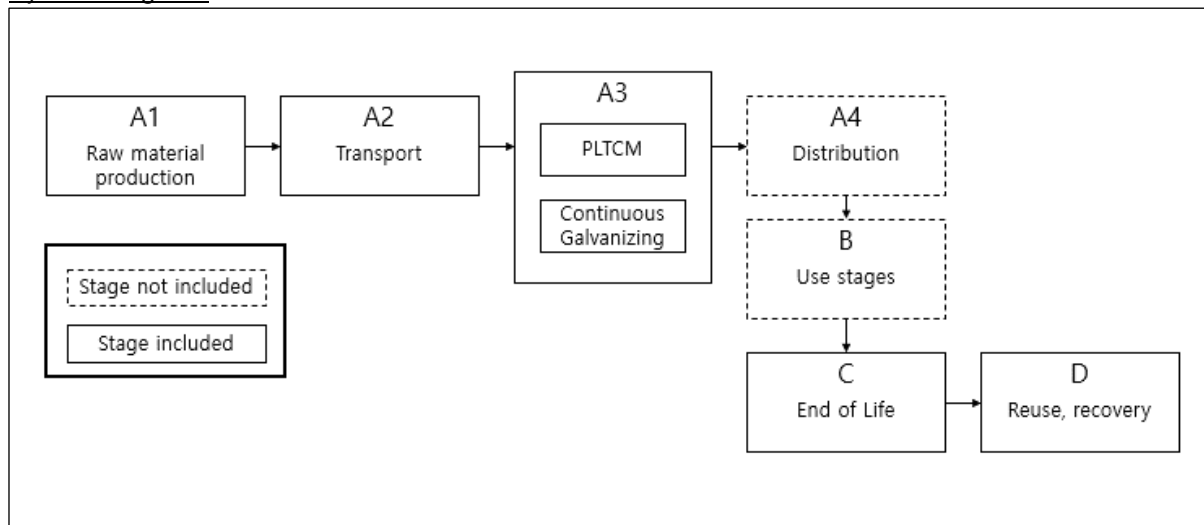 A1
Raw material
production
A2
Transport
A3
PLTCM
Continuous
Galvanizing
A4
Distribution
B
Use stages
C
End of Life
D
Reuse, recovery
Stage not included
Stage included